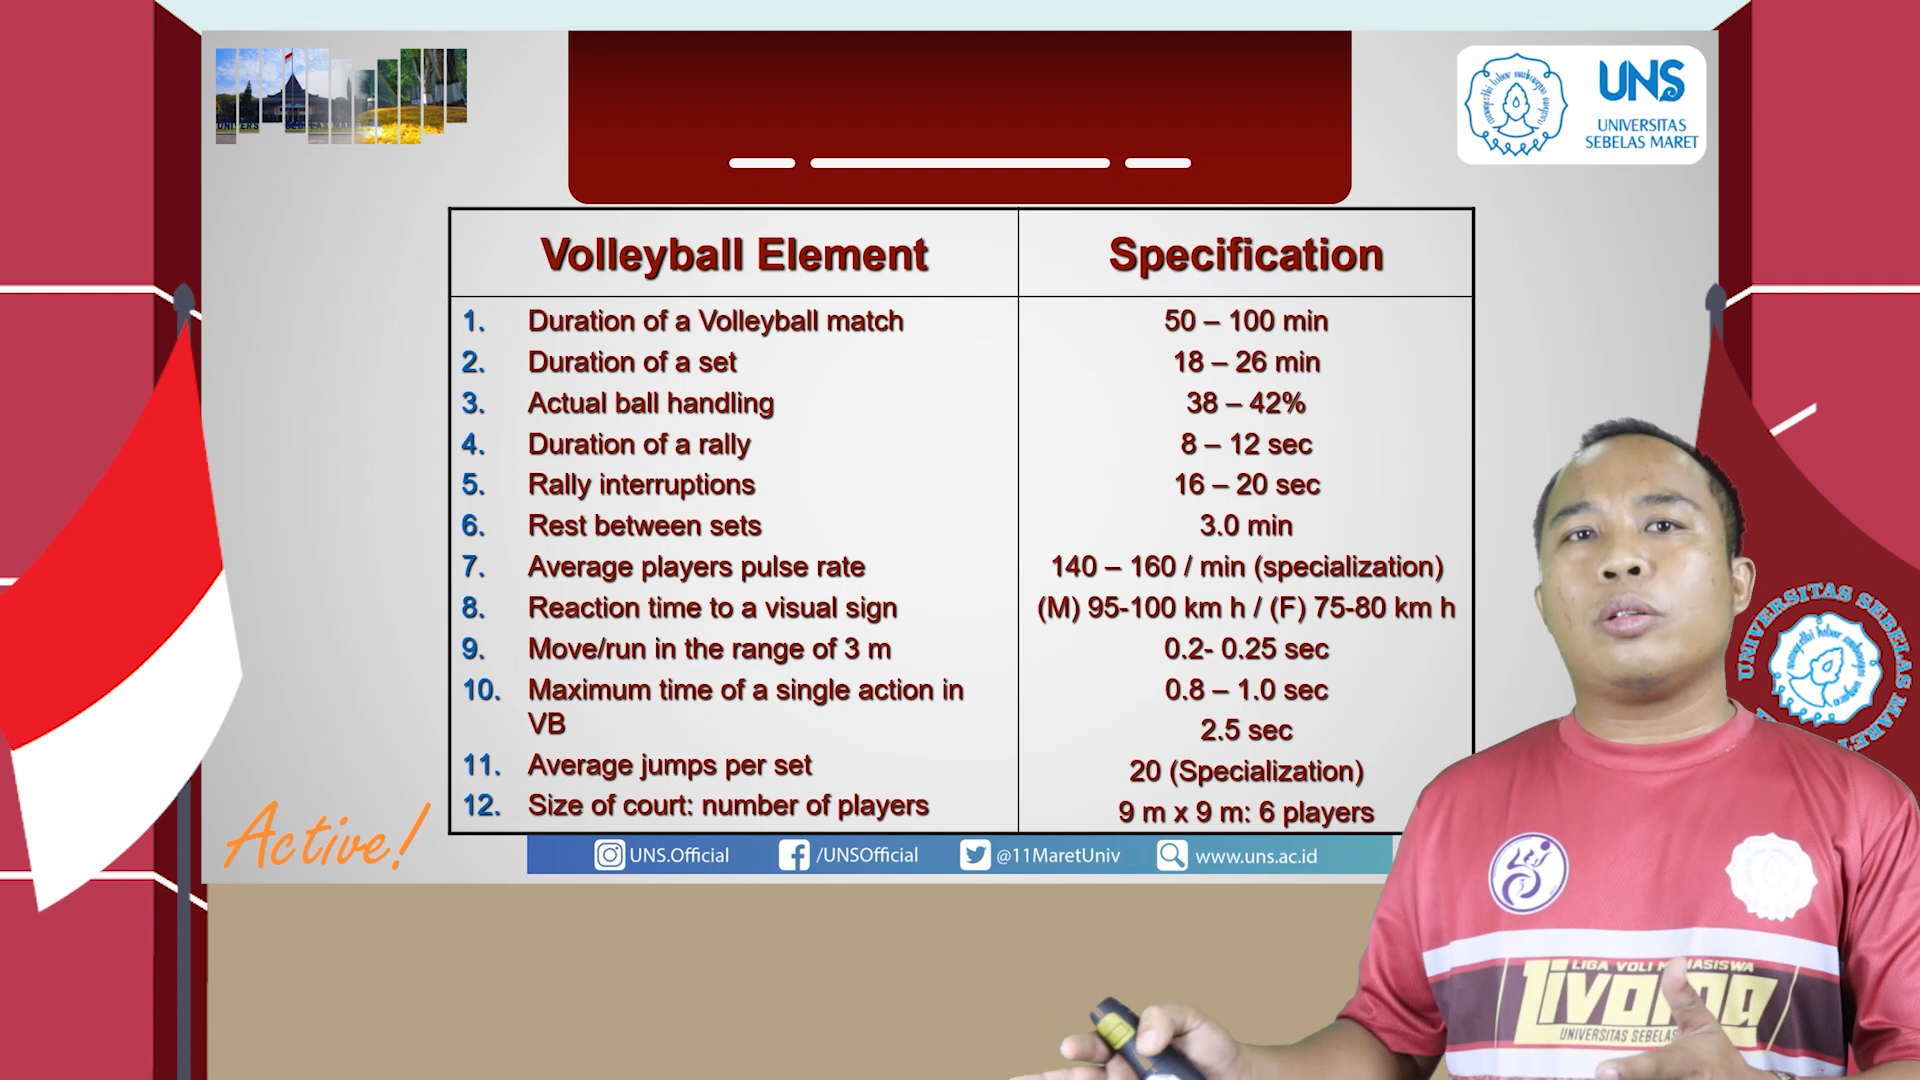 UNS
UNIVERSITAS
SEBELAS MARET
Volleyball Element
Specification
1. Duration of a Volleyball match
50 – 100 min
2. Duration of a set
18 – 26 min
3. Actual ball handling
38 – 42%
4. Duration of a rally
8 – 12 sec
5. Rally interruptions
16 – 20 sec
6. Rest between sets
3.0 min
7. Average players pulse rate
140 – 160 / min (specialization)
8. Reaction time to a visual sign
(M) 95-100 km h / (F) 75-80 km h
9. Move/run in the range of 3 m
0.2- 0.25 sec
10. Maximum time of a single action in
VB
0.8 – 1.0 sec
2.5 sec
11. Average jumps per set
20 (Specialization)
12. Size of court: number of players
9 m x 9 m: 6 players
Active!
UNS.Official
/UNSOfficial
@11MaretUniv
www.uns.ac.id
UNIVERSITAS SEBELAS MARET
LIGA VOLI MAHASISWA
Livoma
UNIVERSITAS SEBELAS